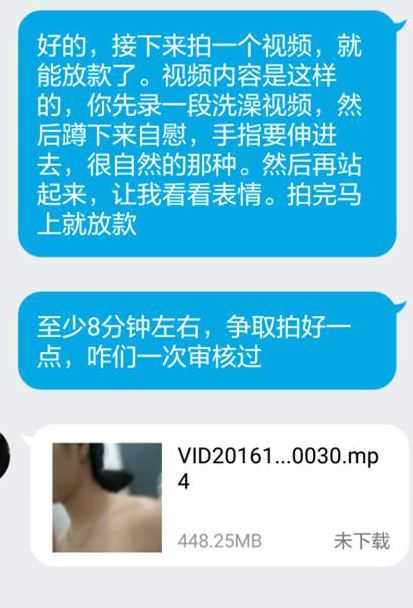 好的，接下来拍一个视频，就
能放款了。视频内容是这样
的，你先录一段洗澡视频，然
后蹲下来自慰，手指要伸进
去，很自然的那种。然后再站
起来，让我看看表情。拍完马
上就放款
至少8分钟左右，争取拍好一
点，咋们一次审核过
VID20161...0030.mp
4
448.25MB
未下载